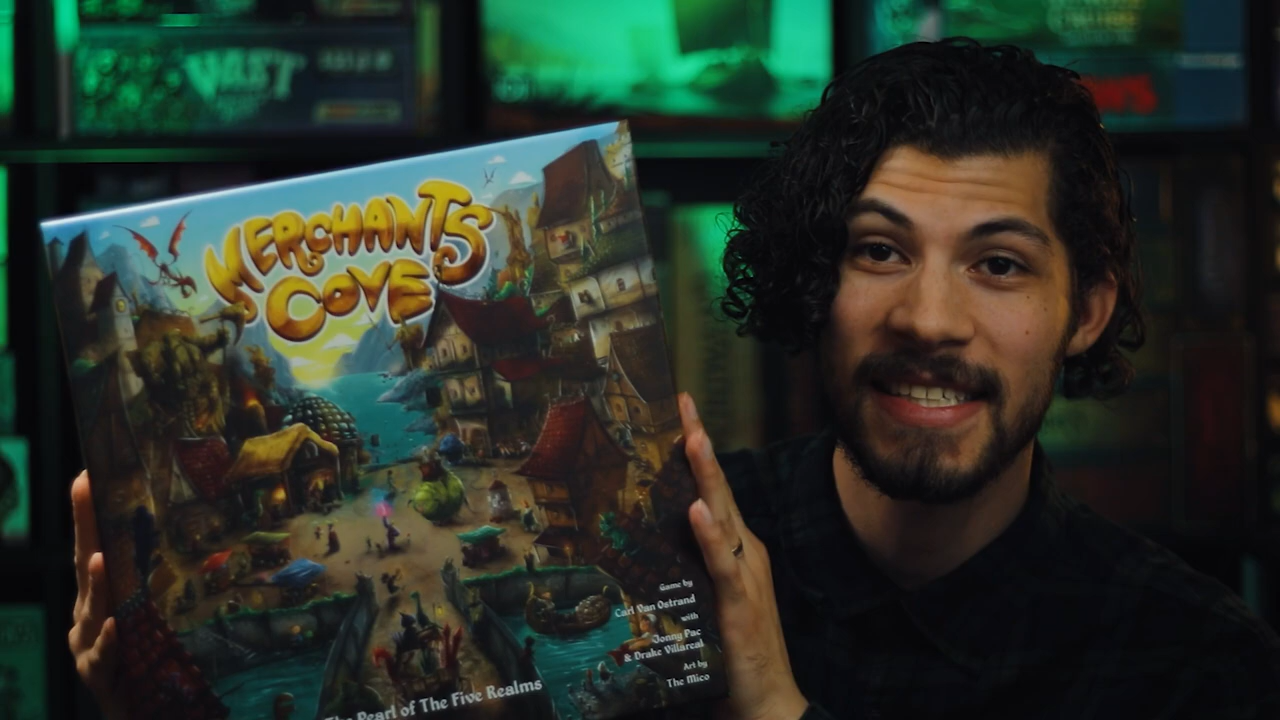 VAST
MERCHANTS
COVE
Game by
Carl Van Ostrand
with
Jonny Pac
& Drake Villareal
Art by
The Mico
The Pearl of The Five Realms